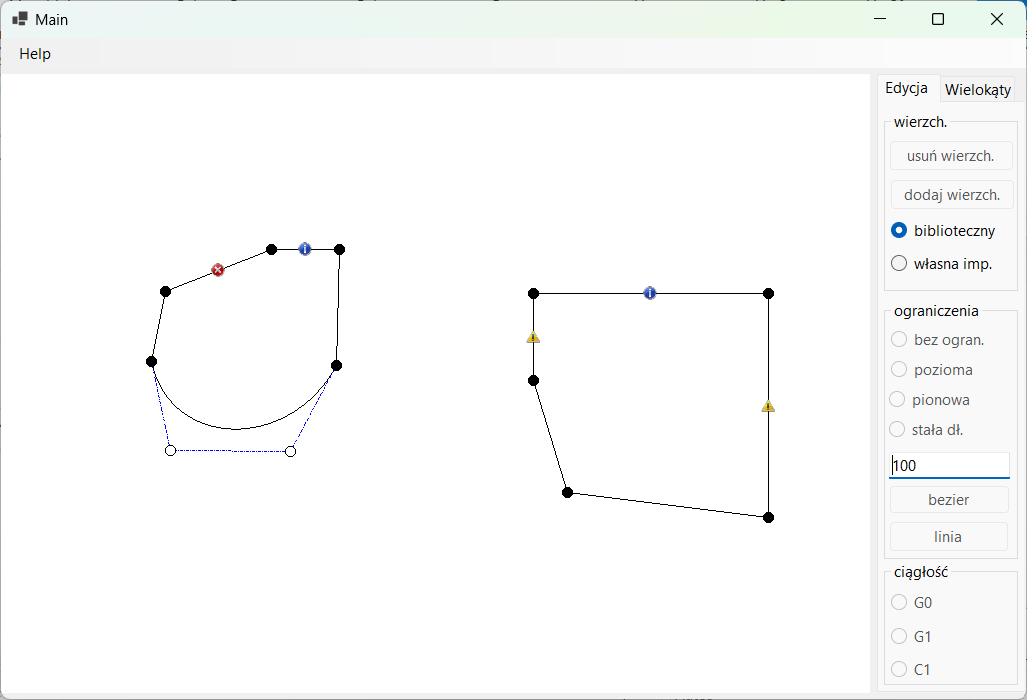 Main
Help
Edycja
Wielokąty
wierzch.
usuń wierzch.
dodaj wierzch.
biblioteczny
własna imp.
ograniczenia
bez ogran.
pozioma
pionowa
stała dł.
100
bezier
linia
ciągłość
G0
G1
C1